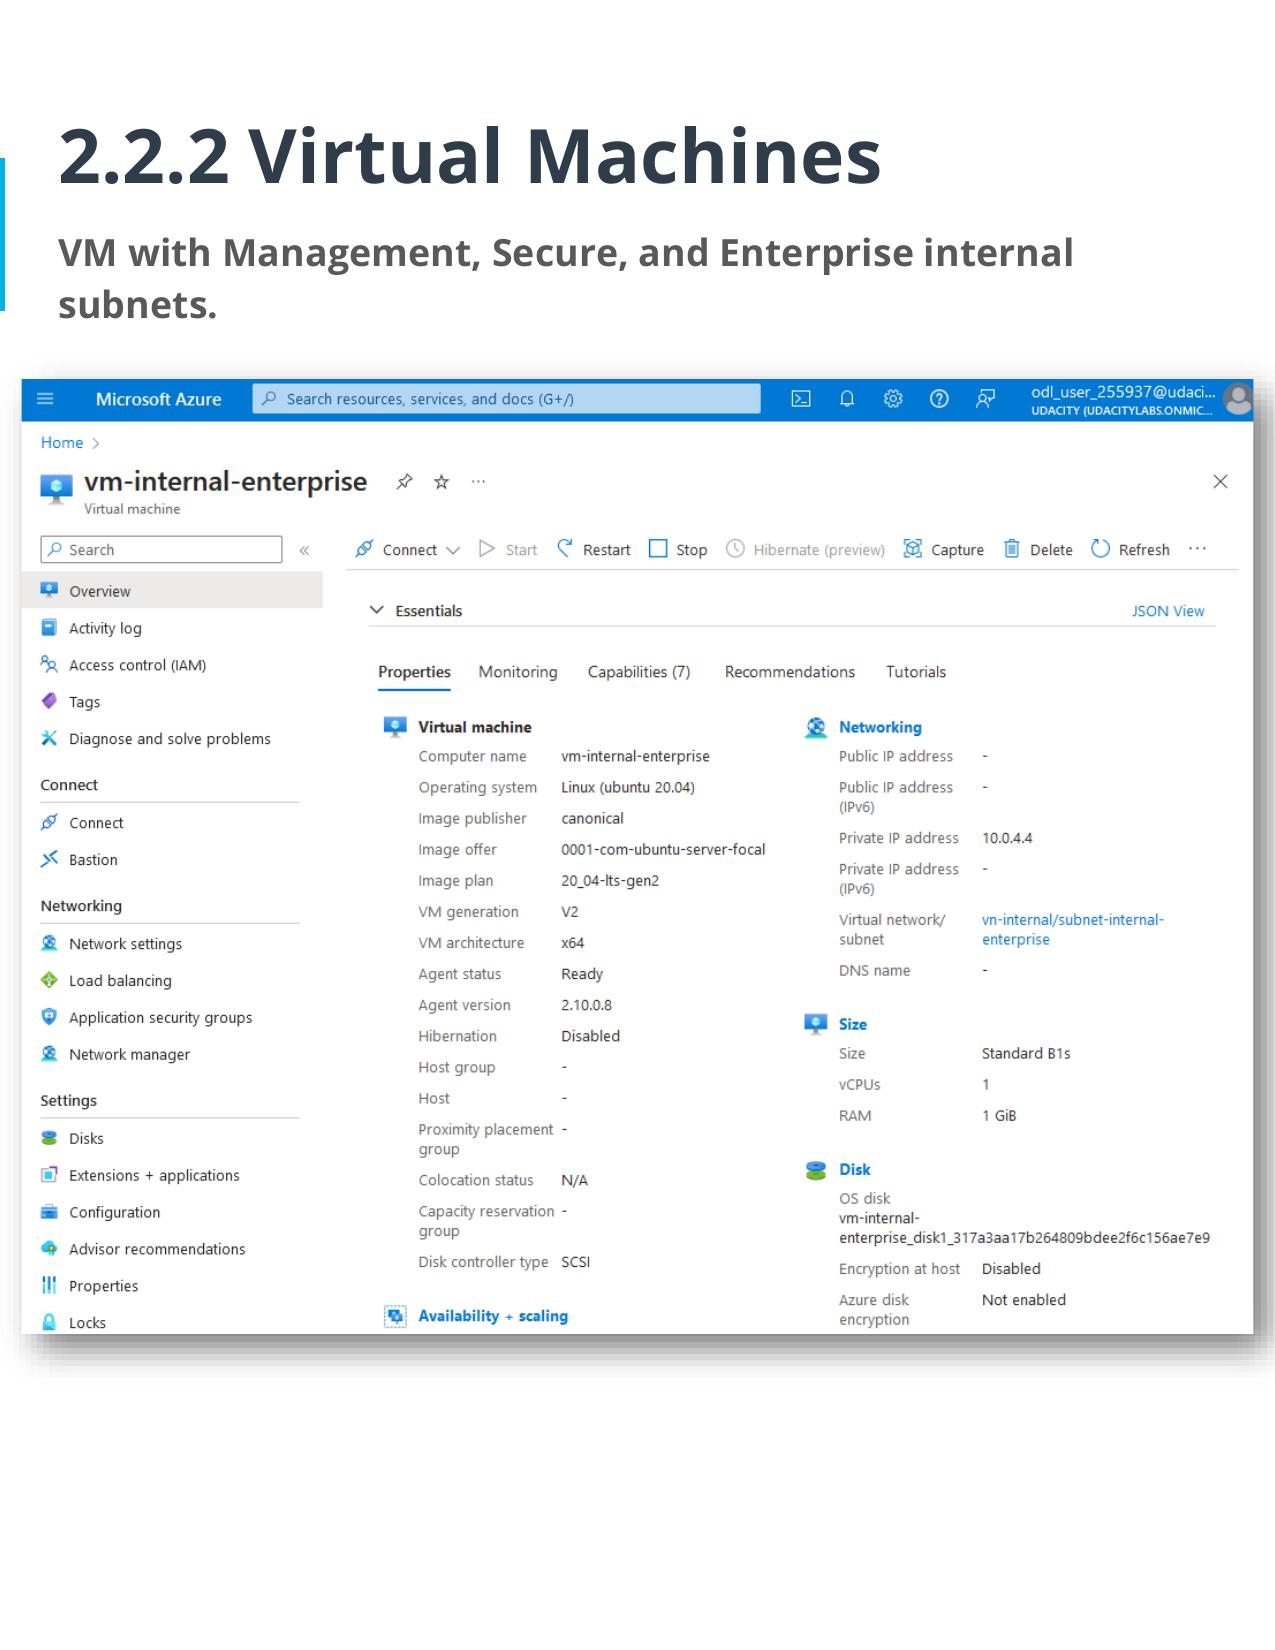 2.2.2 Virtual Machines
VM with Management, Secure, and Enterprise internal
subnets.
Microsoft Azure
Search resources, services, and docs (G+/)
odl_user_255937@udaci...
UDACITY (UDACITYLABS.ONMIC...
Home
vm-internal-enterprise
Virtual machine
Search
Connect
Start
Restart
Stop
Hibernate (preview)
Capture
Delete
Refresh
Overview
Activity log
Access control (IAM)
Tags
Diagnose and solve problems
Connect
Connect
Bastion
Networking
Network settings
Load balancing
Application security groups
Network manager
Settings
Disks
Extensions + applications
Configuration
Advisor recommendations
Properties
Locks
Essentials
JSON View
Properties
Monitoring
Capabilities (7)
Recommendations
Tutorials
Virtual machine
Computer name vm-internal-enterprise
Operating system Linux (ubuntu 20.04)
Image publisher canonical
Image offer 0001-com-ubuntu-server-focal
Image plan 20_04-lts-gen2
VM generation V2
VM architecture x64
Agent status Ready
Agent version 2.10.0.8
Hibernation Disabled
Host group -
Host -
Proximity placement -
group
Colocation status N/A
Capacity reservation -
group
Disk controller type SCSI
Availability + scaling
Networking
Public IP address -
Public IP address -
(IPv6)
Private IP address 10.0.4.4
Private IP address -
(IPv6)
Virtual network/ vn-internal/subnet-internal-
subnet enterprise
DNS name -
Size
Size Standard B1s
vCPUs 1
RAM 1 GiB
Disk
OS disk
vm-internal-
enterprise_disk1_317a3aa17b264809bdee2f6c156ae7e9
Encryption at host Disabled
Azure disk Not enabled
encryption